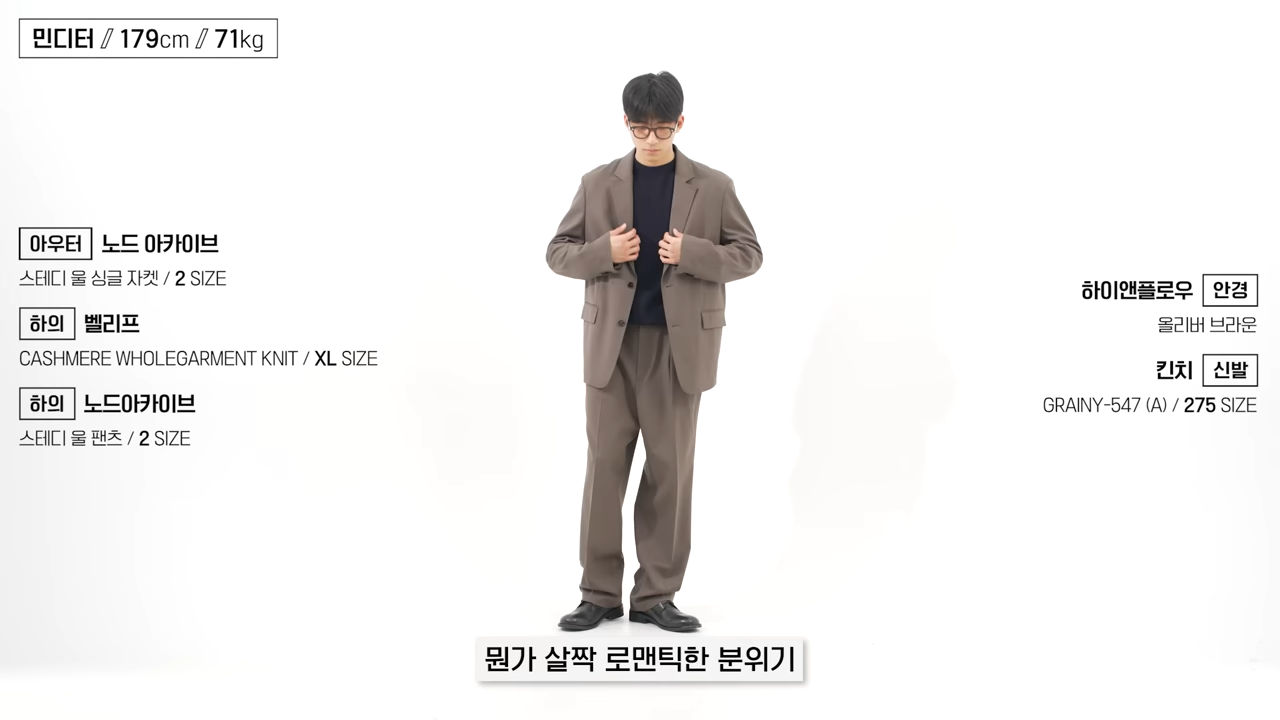 민디터 // 179cm // 71kg
아우터 노드 아카이브
스테디 울 싱글 자켓 / 2 SIZE
하의 벨리프
CASHMERE WHOLEGARMENT KNIT / XL SIZE
하의 노드아카이브
스테디 울 팬츠 / 2 SIZE
하이앤플로우 안경
올리버 브라운
킨치 신발
GRAINY-547 (A) / 275 SIZE
뭔가 살짝 로맨틱한 분위기